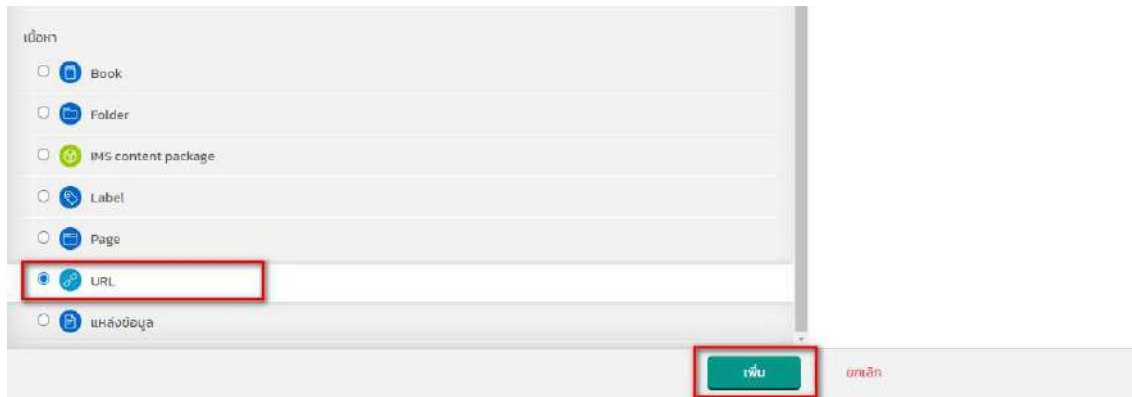 เนื้อหา
Book
Folder
IMS content package
Label
Page
URL
แหล่งข้อมูล
เพิ่ม ยกเลิก